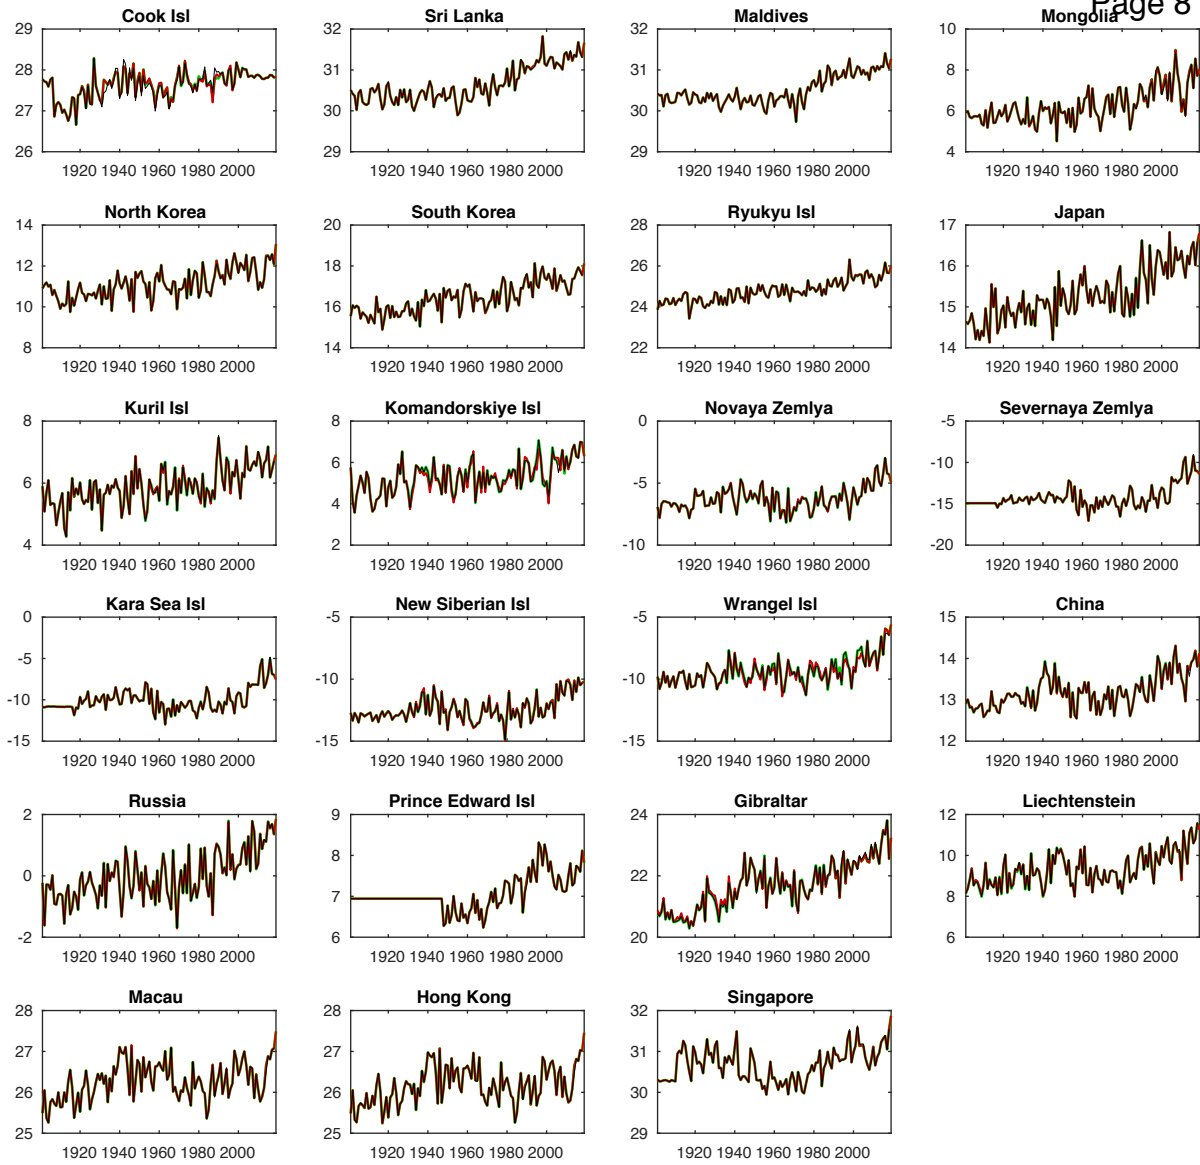 Page 8
Cook Isl
Sri Lanka
Maldives
Mongolia
29
28
27
26
1920 1940 1960 1980 2000
32
31
30
29
1920 1940 1960 1980 2000
32
31
30
29
1920 1940 1960 1980 2000
10
8
6
4
1920 1940 1960 1980 2000
North Korea
South Korea
Ryukyu Isl
Japan
14
12
10
8
1920 1940 1960 1980 2000
20
18
16
14
1920 1940 1960 1980 2000
28
26
24
22
1920 1940 1960 1980 2000
17
16
15
14
1920 1940 1960 1980 2000
Kuril Isl
Komandorskiye Isl
Novaya Zemlya
Severnaya Zemlya
8
6
4
1920 1940 1960 1980 2000
8
6
4
2
1920 1940 1960 1980 2000
0
-5
-10
1920 1940 1960 1980 2000
-5
-10
-15
-20
1920 1940 1960 1980 2000
Kara Sea Isl
New Siberian Isl
Wrangel Isl
China
0
-5
-10
-15
1920 1940 1960 1980 2000
-5
-10
-15
1920 1940 1960 1980 2000
-5
-10
-15
1920 1940 1960 1980 2000
15
14
13
12
1920 1940 1960 1980 2000
Russia
Prince Edward Isl
Gibraltar
Liechtenstein
2
0
-2
1920 1940 1960 1980 2000
9
8
7
6
1920 1940 1960 1980 2000
24
22
20
1920 1940 1960 1980 2000
12
10
8
6
1920 1940 1960 1980 2000
Macau
Hong Kong
Singapore
28
27
26
25
1920 1940 1960 1980 2000
28
27
26
25
1920 1940 1960 1980 2000
32
31
30
29
1920 1940 1960 1980 2000